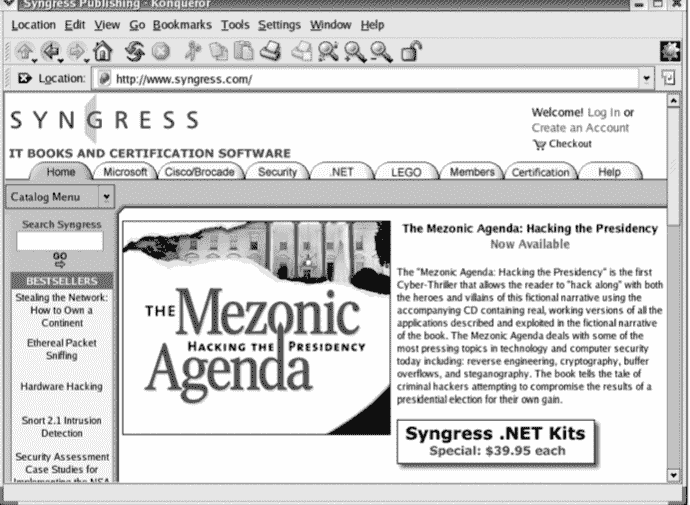 Syngress Publishing - Konqueror
Location Edit View Go Bookmarks Tools Settings Window Help
Location: http://www.syngress.com/
SYNGRESS
IT BOOKS AND CERTIFICATION SOFTWARE
Welcome! Log In or
Create an Account
Checkout
Home Microsoft Cisco/Brocade Security .NET LEGO Members Certification Help
Catalog Menu
Search Syngress
GO
BESTSELLERS
Stealing the Network:
How to Own a
Continent
Ethereal Packet
Sniffing
Hardware Hacking
Snort 2.1 Intrusion
Detection
Security Assessment
Case Studies for
Implementing the NSA
THE Mezonic
HACKING THE PRESIDENCY
Agenda
The Mezonic Agenda: Hacking the Presidency
Now Available
The "Mezonic Agenda: Hacking the Presidency" is the first
Cyber-Thriller that allows the reader to "hack along" with both
the heroes and villains of this fictional narrative using the
accompanying CD containing real, working versions of all the
applications described and exploited in the fictional narrative
of the book. The Mezonic Agenda deals with some of the
most pressing topics in technology and computer security
today including: reverse engineering, cryptography, buffer
overflows, and steganography. The book tells the tale of
criminal hackers attempting to compromise the results of a
presidential election for their own gain.
Syngress .NET Kits
Special: $39.95 each